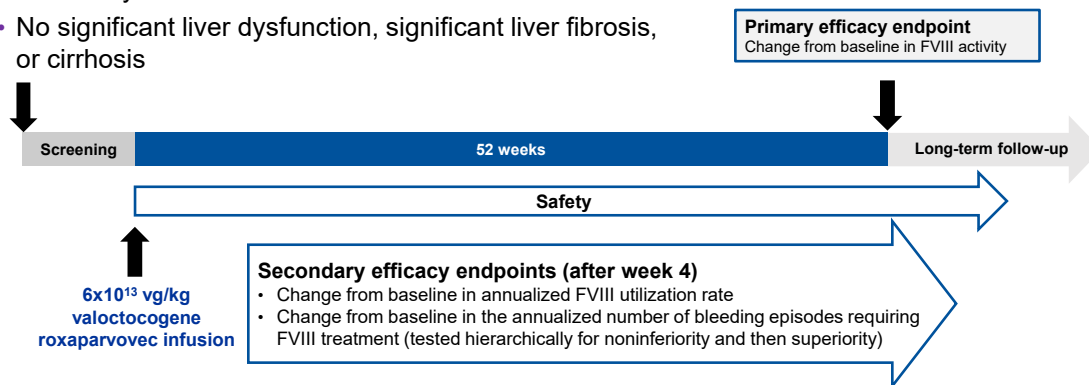 • No significant liver dysfunction, significant liver fibrosis,
or cirrhosis
Primary efficacy endpoint
Change from baseline in FVIII activity
Screening
52 weeks
Long-term follow-up
Safety
6x10¹³ vg/kg
valoctocogene
roxaparvovec infusion
Secondary efficacy endpoints (after week 4)
• Change from baseline in annualized FVIII utilization rate
• Change from baseline in the annualized number of bleeding episodes requiring
FVIII treatment (tested hierarchically for noninferiority and then superiority)